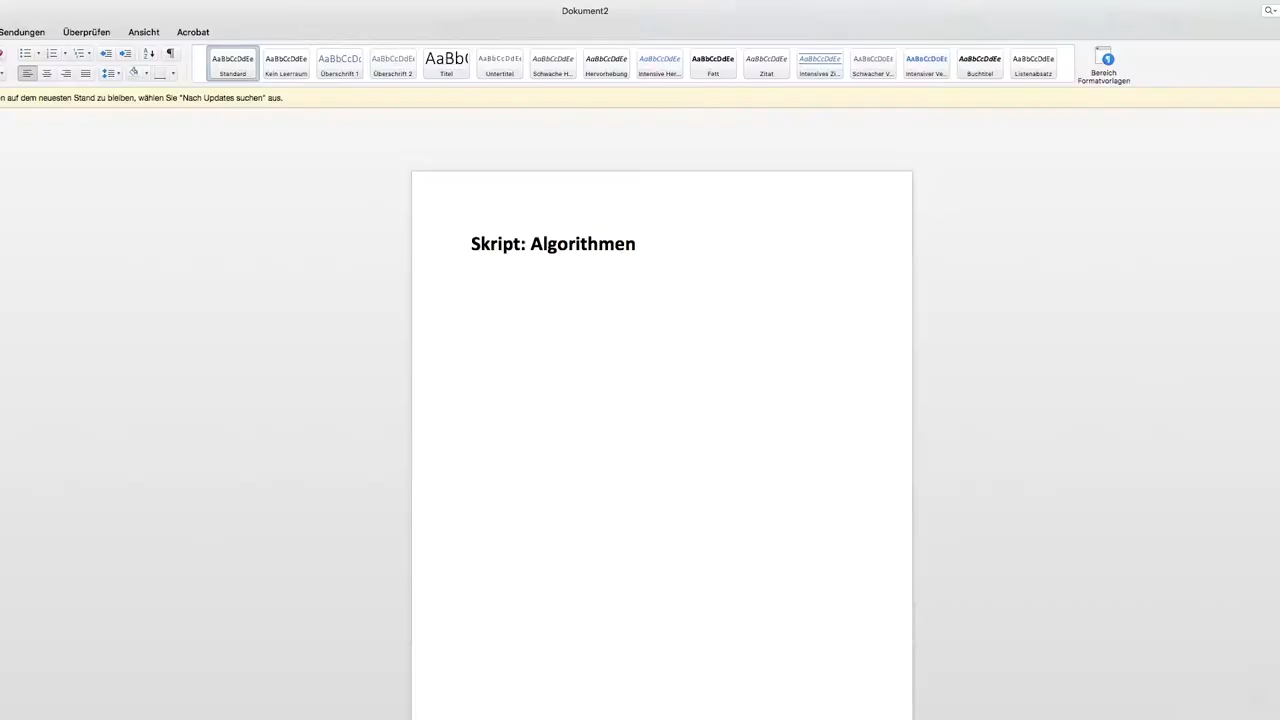 Dokument2
Sendungen Überprüfen Ansicht Acrobat
AaBbCcDdEe AaBbCcDdEe AaBbCcDc AaBbCcDdEe AaBb( AaBbCcDdEe AaBbCcDdEe AaBbCcDdEe AaBbCcDdEe AaBbCcDdEe AaBbCcDdEe AaBbCcDdEe AaBbCcDdEe AaBbCcDdEe AaBbCcDdEe AaBbCcDdEe
Standard Kein Leerraum Überschrift 1 Überschrift 2 Titel Untertitel Schwache H... Hervorhebung Intensive Her... Fett Zitat Intensives Zi... Schwacher V... Intensiver Ve... Buchtitel Listenabsatz
Bereich
Formatvorlagen
en auf dem neuesten Stand zu bleiben, wählen Sie "Nach Updates suchen" aus.
Skript: Algorithmen